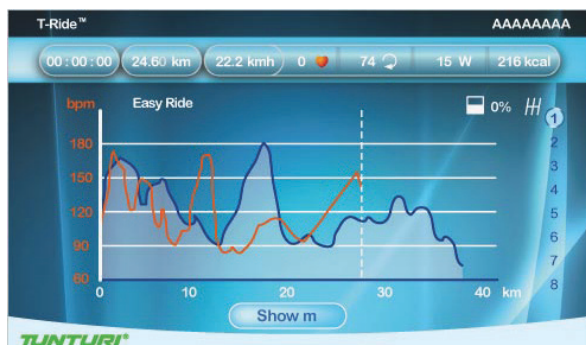 T-Ride™ AAAAAAAA
00:00:00 24.60 km 22.2 kmh 0 74 15 W 216 kcal
bpm Easy Ride 0%
180
150
120
90
60
0 10 20 30 40 km
1
2
3
4
5
6
7
8
Show m
TUNTURI®